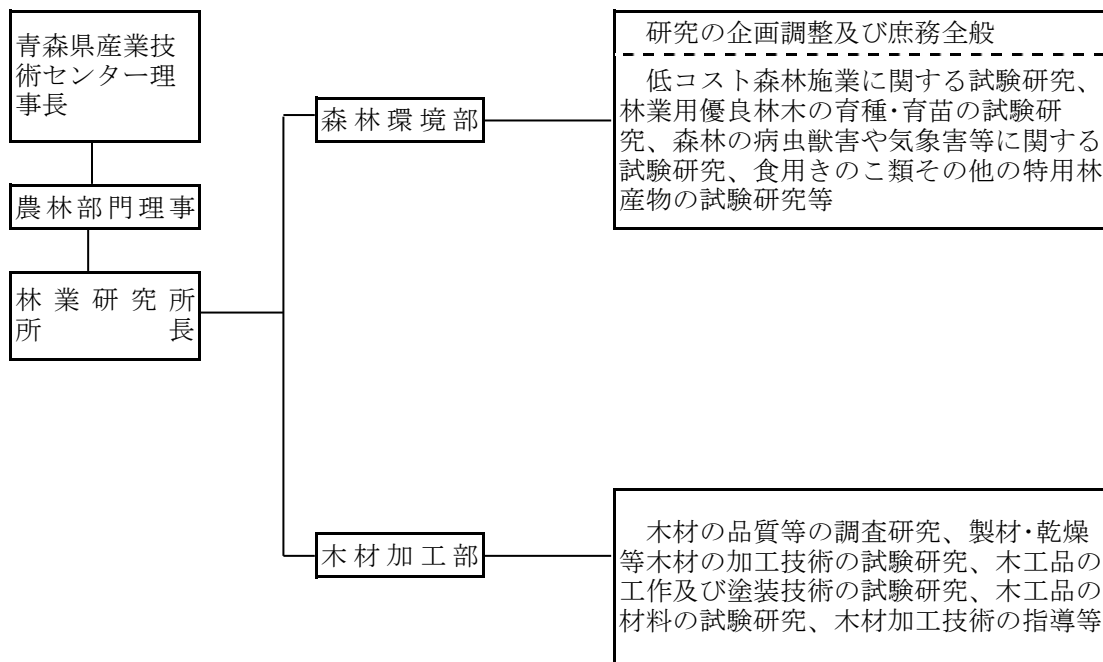 青森県産業技
術センター理
事長
農林部門理事
林業研究所
所長
森林環境部
研究の企画調整及び庶務全般
低コスト森林施業に関する試験研究、
林業用優良林木の育種･育苗の試験研
究、森林の病虫獣害や気象害等に関する
試験研究、食用きのこ類その他の特用林
産物の試験研究等
木材加工部
木材の品質等の調査研究、製材･乾燥
等木材の加工技術の試験研究、木工品の
工作及び塗装技術の試験研究、木工品の
材料の試験研究、木材加工技術の指導等